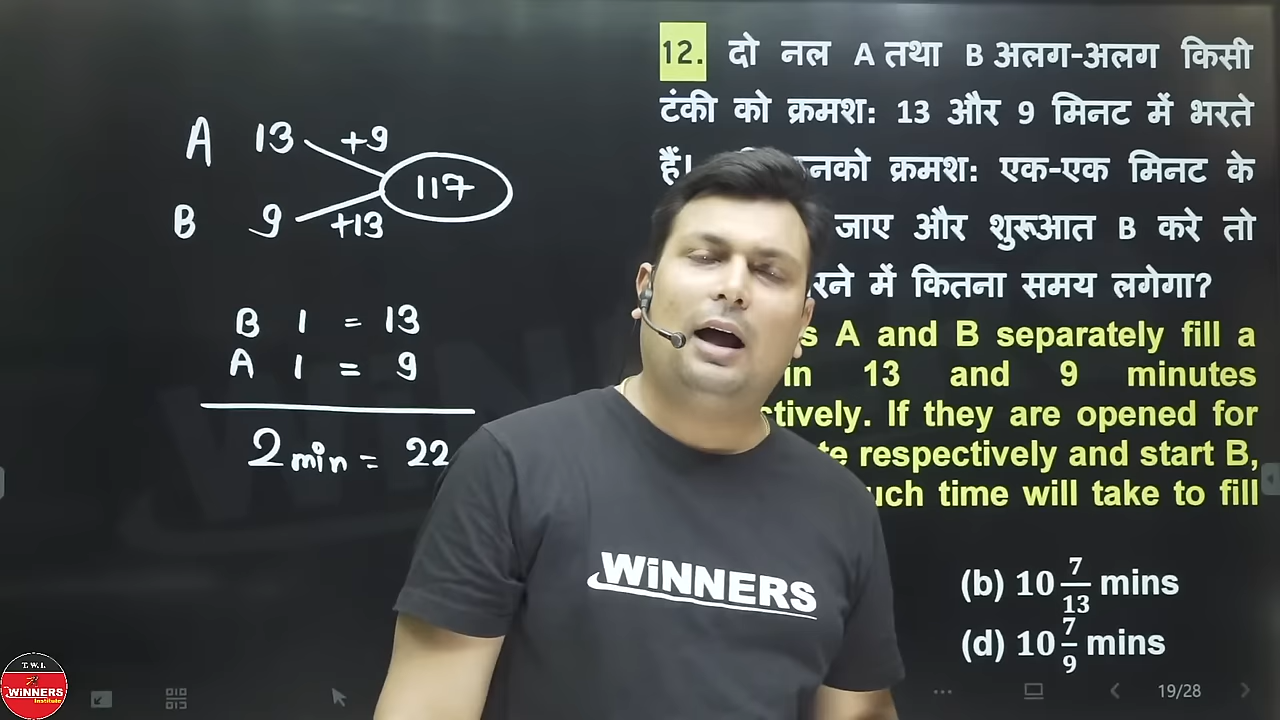 12. दो नल A तथा B अलग-अलग किसी
टंकी को क्रमश: 13 और 9 मिनट में भरते
हैं। नको क्रमश: एक-एक मिनट के
जाए और शुरूआत B करे तो
रने में कितना समय लगेगा?
s A and B separately fill a
in 13 and 9 minutes
ctively. If they are opened for
te respectively and start B,
uch time will take to fill
(b) 10 7/13 mins
(d) 10 7/9 mins
A 13 +9
117
B 9 +13
B 1 = 13
A 1 = 9
2 min = 22
WiNNERS
WiNNERS
T.W.I.
WiNNERS
Institute
19/28